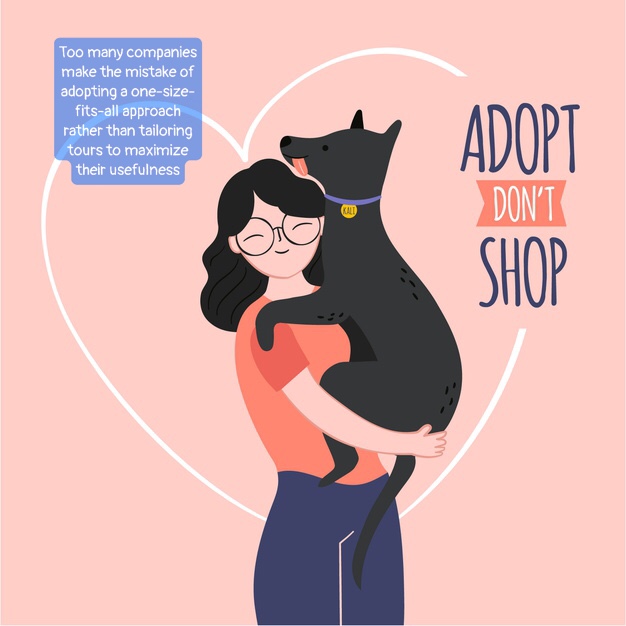 Too many companies
make the mistake of
adopting a one-size-
fits-all approach
rather than tailoring
tours to maximize
their usefulness
ADOPT
DON'T
SHOP
KALI